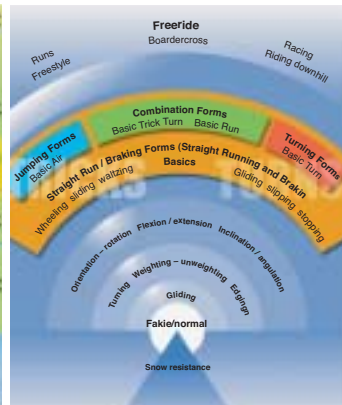 Freeride
Boardercross
Runs
Freestyle
Racing
Riding downhill
Combination Forms
Basic Trick Turn Basic Run
Jumping Forms
Basic Air
Turning Forms
Basic Turn
Straight Run / Braking Forms (Straight Running and Brakin
Basics
Wheeling sliding waltzing
Gliding slipping stopping
Orientation – rotation Flexion / extension Inclination / angulation
Turning Weighting – unweighting Edgingn
Gliding
Fakie/normal
Snow resistance